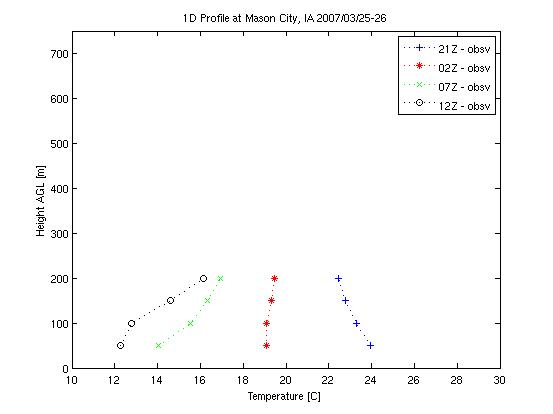 1D Profile at Mason City, IA 2007/03/25-26
21Z - obsv
02Z - obsv
07Z - obsv
12Z - obsv
Height AGL [m]
700
600
500
400
300
200
100
0
10 12 14 16 18 20 22 24 26 28 30
Temperature [C]